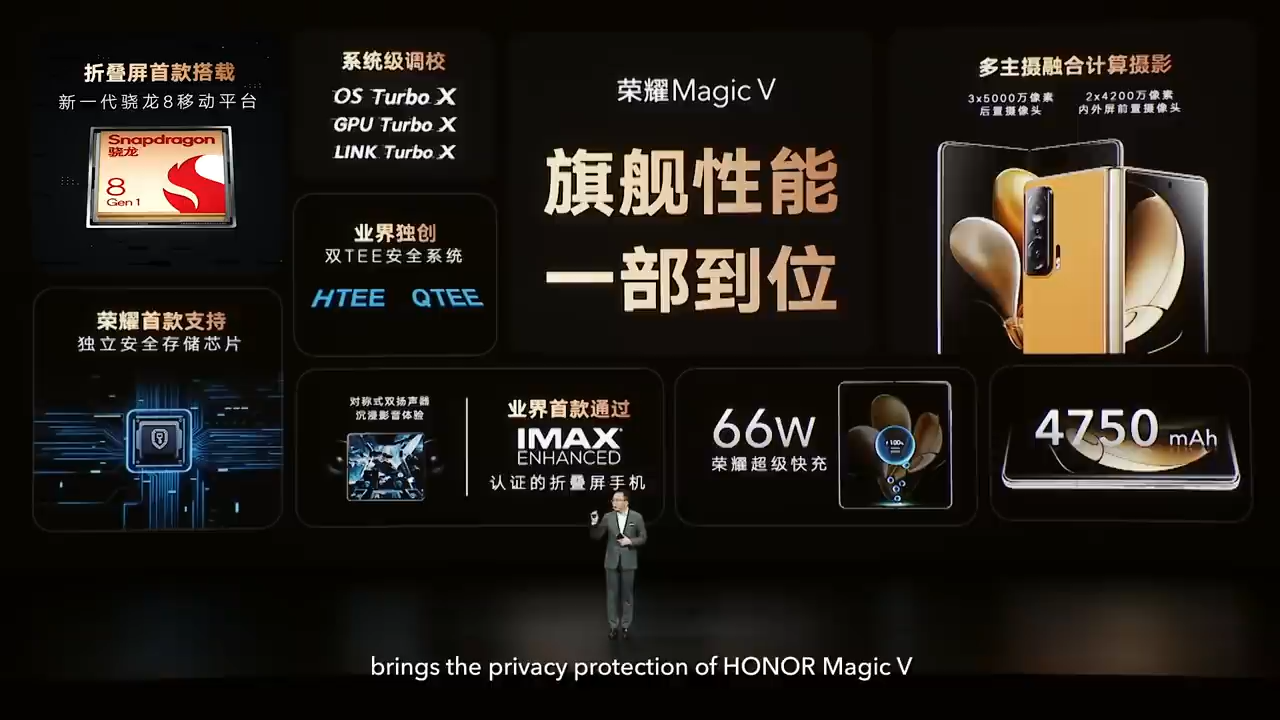 折叠屏首款搭载
新一代骁龙8移动平台
Snapdragon
骁龙
8
Gen 1
系统级调校
OS Turbo X
GPU Turbo X
LINK Turbo X
荣耀Magic V
旗舰性能
一部到位
多主摄融合计算摄影
3x5000万像素
后置摄像头
2x4200万像素
内外屏前置摄像头
业界独创
双TEE安全系统
HTEE QTEE
荣耀首款支持
独立安全存储芯片
对称式双扬声器
沉浸影音体验
业界首款通过
IMAX
ENHANCED
认证的折叠屏手机
66W
荣耀超级快充
100%
4750 mAh
brings the privacy protection of HONOR Magic V